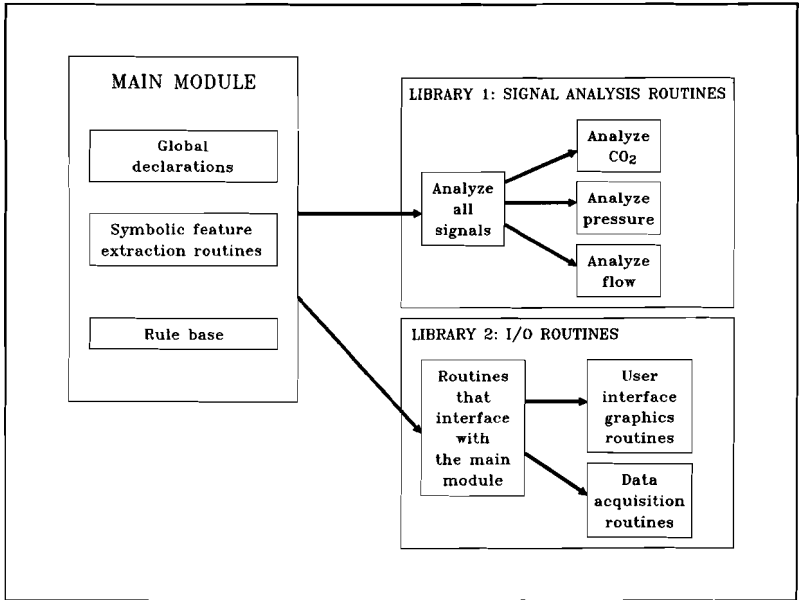 MAIN MODULE
Global
declarations
Symbolic feature
extraction routines
Rule base
LIBRARY 1: SIGNAL ANALYSIS ROUTINES
Analyze
all
signals
Analyze
CO₂
Analyze
pressure
Analyze
flow
LIBRARY 2: I/O ROUTINES
Routines
that
interface
with
the main
module
User
interface
graphics
routines
Data
acquisition
routines